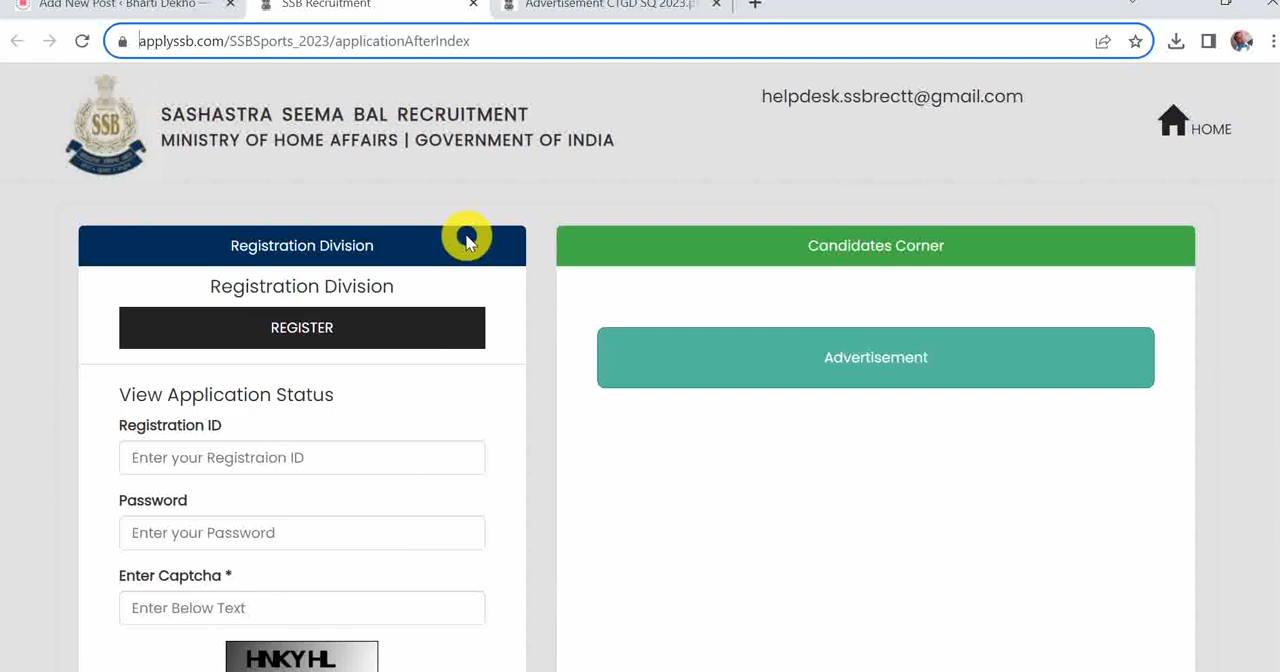 Add New Post ‹ Bharti Dekho —
SSB Recruitment
Advertisement CTGD SQ 2023.p
applyssb.com/SSBSports_2023/applicationAfterIndex
SSB
SASHASTRA SEEMA BAL RECRUITMENT
MINISTRY OF HOME AFFAIRS | GOVERNMENT OF INDIA
helpdesk.ssbrectt@gmail.com
HOME
Registration Division
Candidates Corner
Registration Division
REGISTER
Advertisement
View Application Status
Registration ID
Enter your Registraion ID
Password
Enter your Password
Enter Captcha *
Enter Below Text
HNKYHL